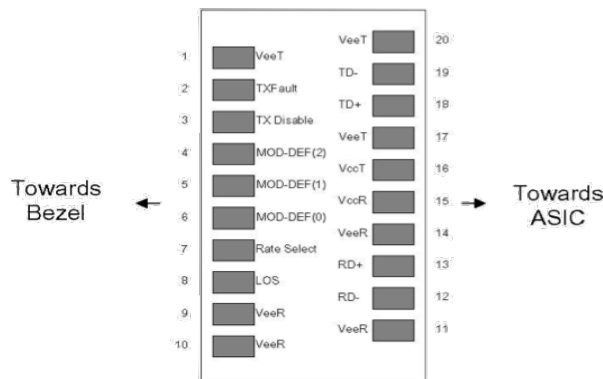 VeeT 20
1 VeeT
TD- 19
2 TXFault
TD+ 18
3 TX Disable
VeeT 17
4 MOD-DEF(2)
VccT 16
5 MOD-DEF(1)
Towards
Bezel
VccR 15
Towards
ASIC
6 MOD-DEF(0)
VeeR 14
7 Rate Select
RD+ 13
8 LOS
RD- 12
9 VeeR
VeeR 11
10 VeeR